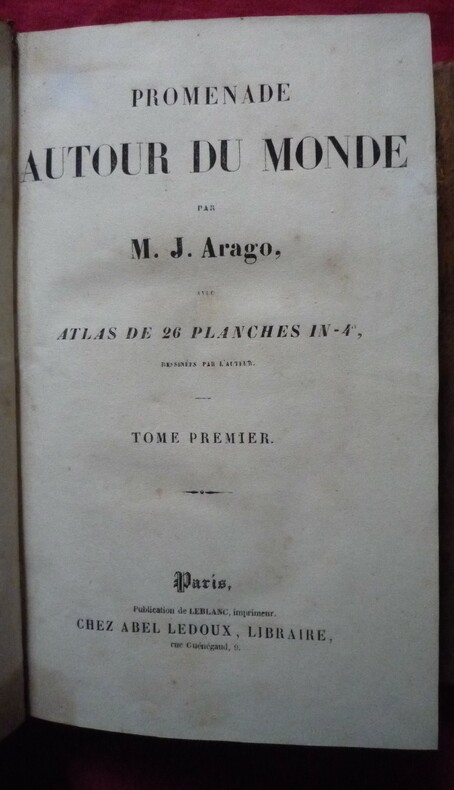 PROMENADE
AUTOUR DU MONDE
PAR
M. J. Arago,
AVEC
ATLAS DE 26 PLANCHES IN-4°,
DESSINÉES PAR L'AUTEUR.
TOME PREMIER.
Paris,
Publication de LEBLANC, imprimeur.
CHEZ ABEL LEDOUX, LIBRAIRE,
rue Guénégaud, 9.